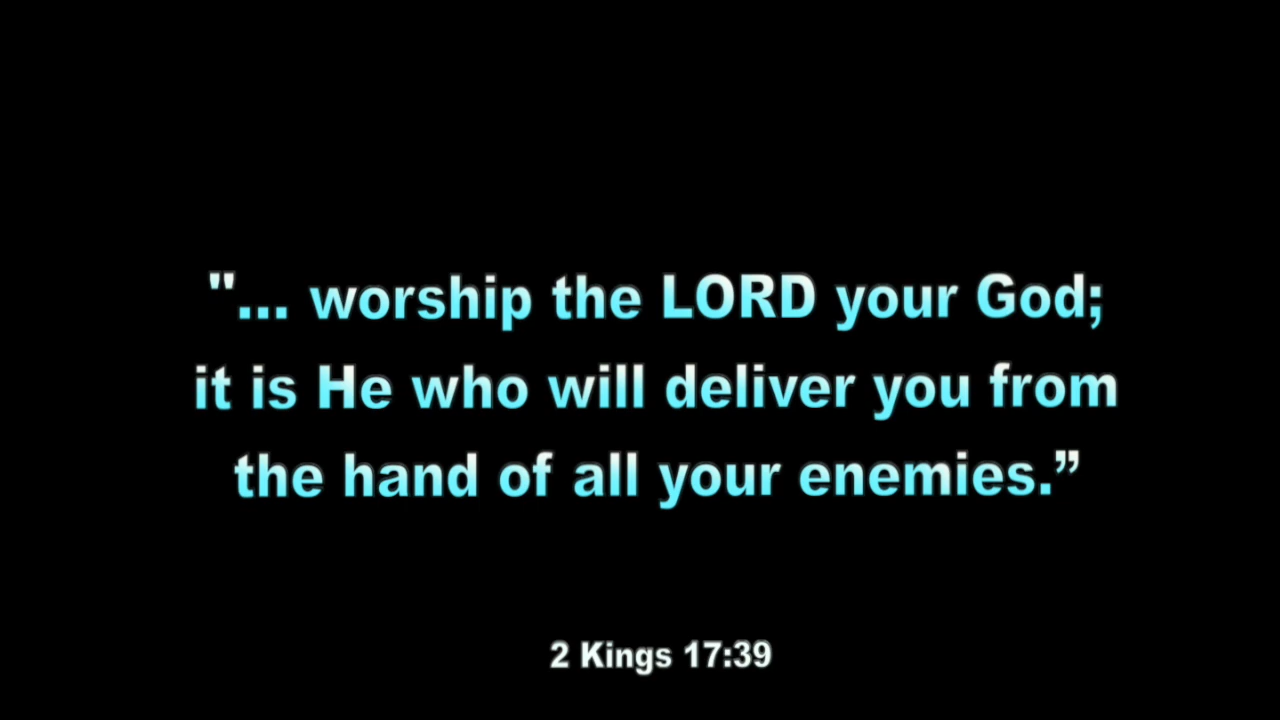 "... worship the LORD your God;
it is He who will deliver you from
the hand of all your enemies.”
2 Kings 17:39